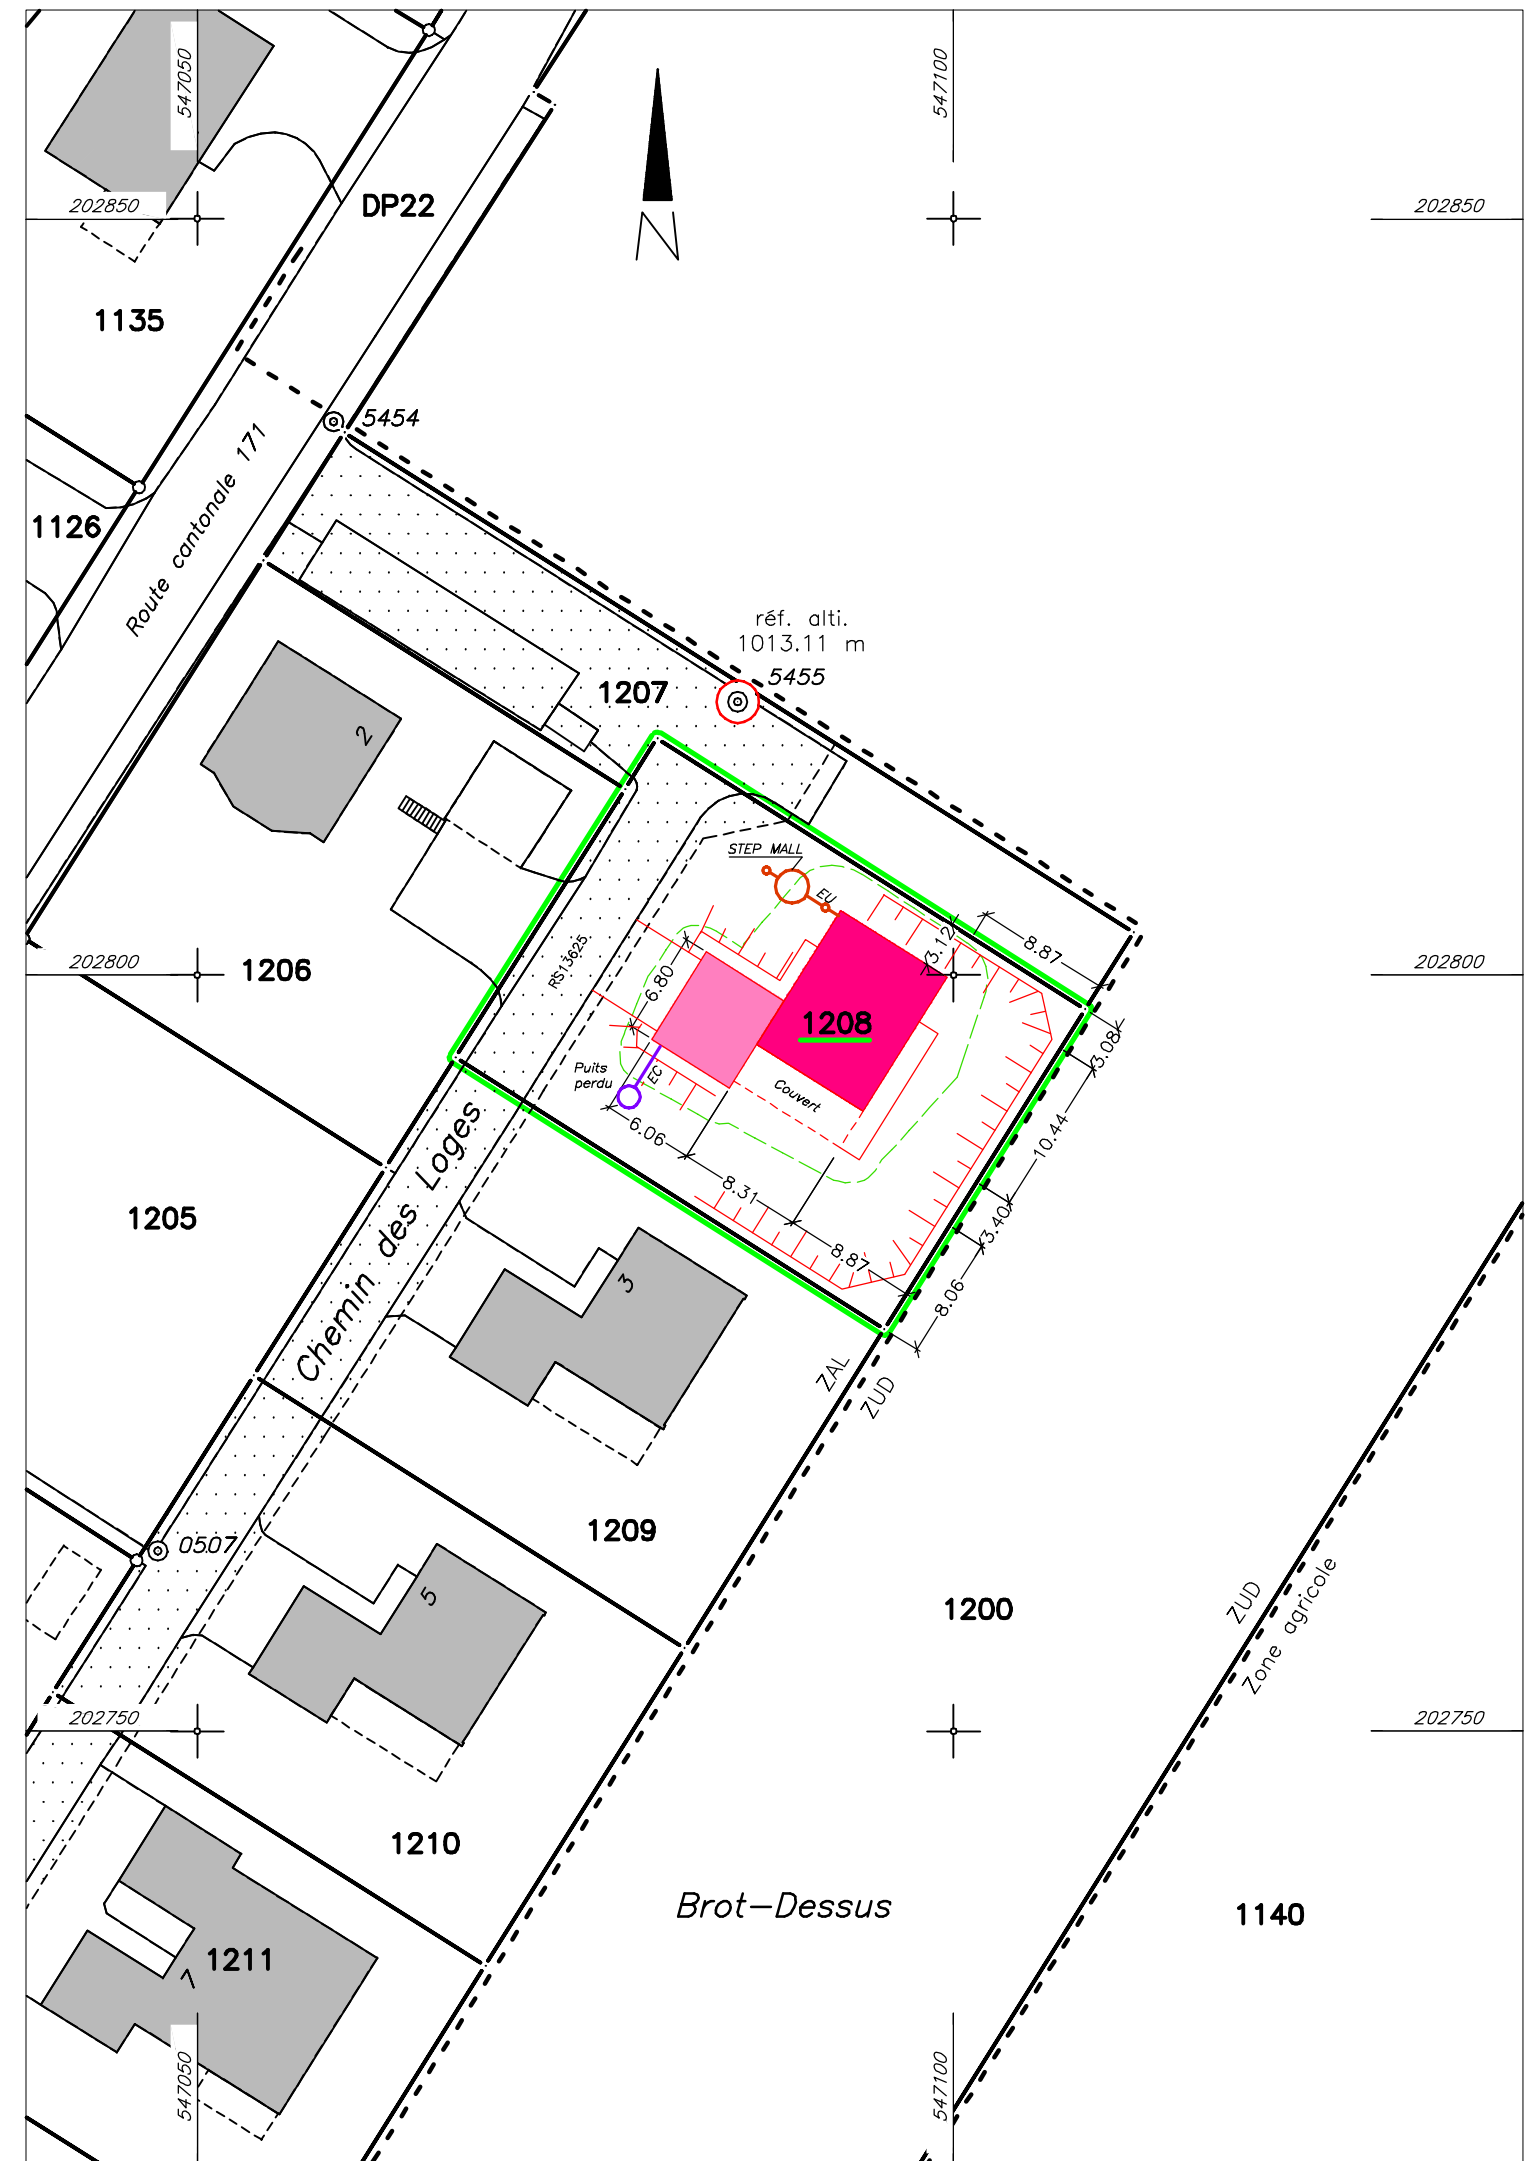 547050
547100
DP22
202850
202850
N
1135
5454
1126
Route cantonale 171
réf. alti.
1013.11 m
5455
1207
2
STEP MALL
EU
3.12
8.87
202800
1206
RS13625
6.80
1208
202800
3.08
Puits
perdu
EC
Couvert
10.44
6.06
8.31
3.40
8.87
8.06
1205
Chemin des Loges
3
ZAL
ZUD
1209
0507
5
1200
ZUD
Zone agricole
202750
202750
1210
Brot-Dessus
1140
1211
7
547050
547100